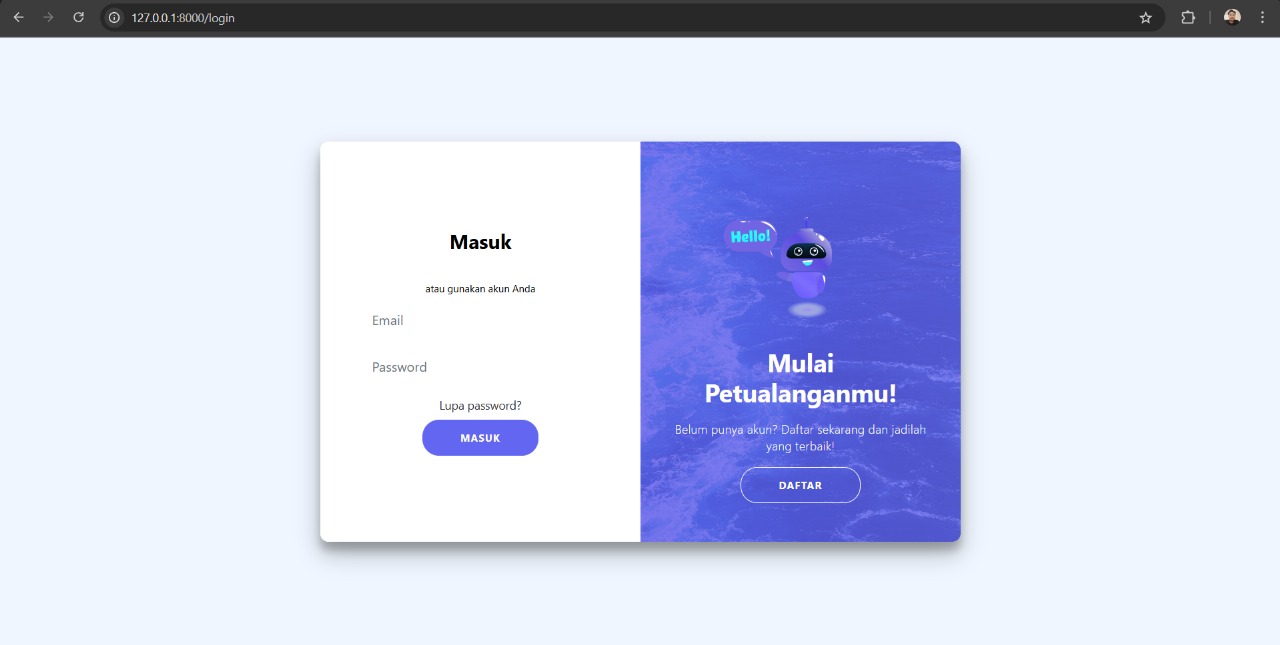 127.0.0.1:8000/login
Masuk
atau gunakan akun Anda
Email
Password
Lupa password?
MASUK
Hello!
Mulai
Petualanganmu!
Belum punya akun? Daftar sekarang dan jadilah
yang terbaik!
DAFTAR